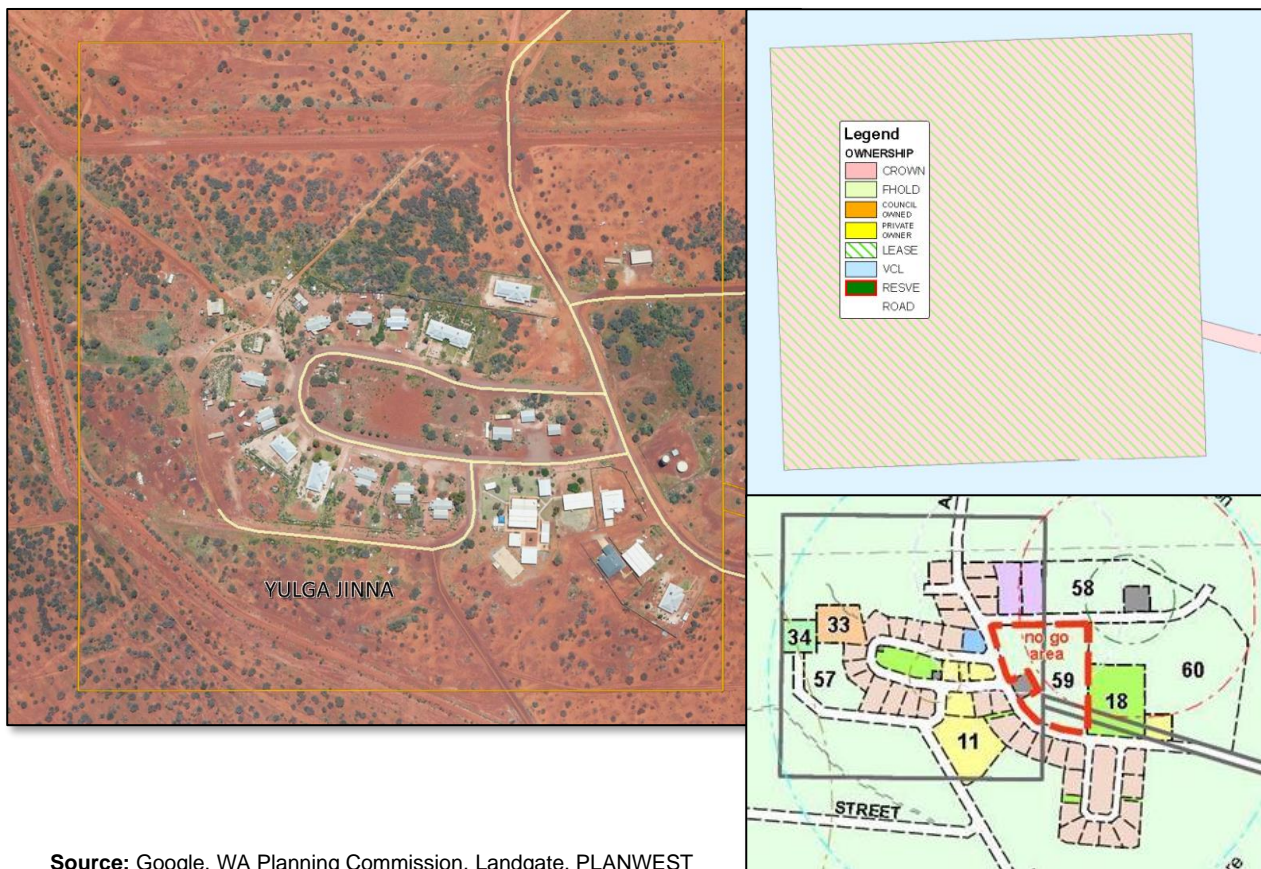 YULGA JINNA
Legend
OWNERSHIP
CROWN
FHOLD
COUNCIL
OWNED
PRIVATE
OWNER
LEASE
VCL
RESVE
ROAD
58
no go
area
33
34
57
59
60
18
11
STREET
Source: Google, WA Planning Commission, Landgate, PLANWEST